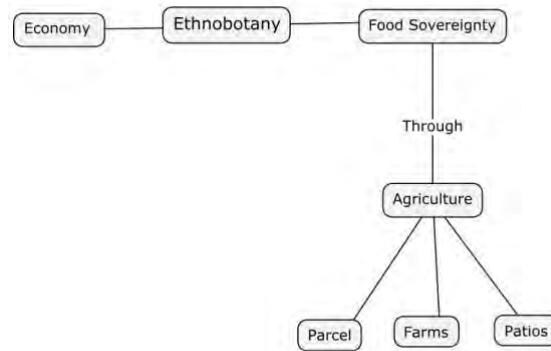 Economy
Ethnobotany
Food Sovereignty
Through
Agriculture
Parcel
Farms
Patios